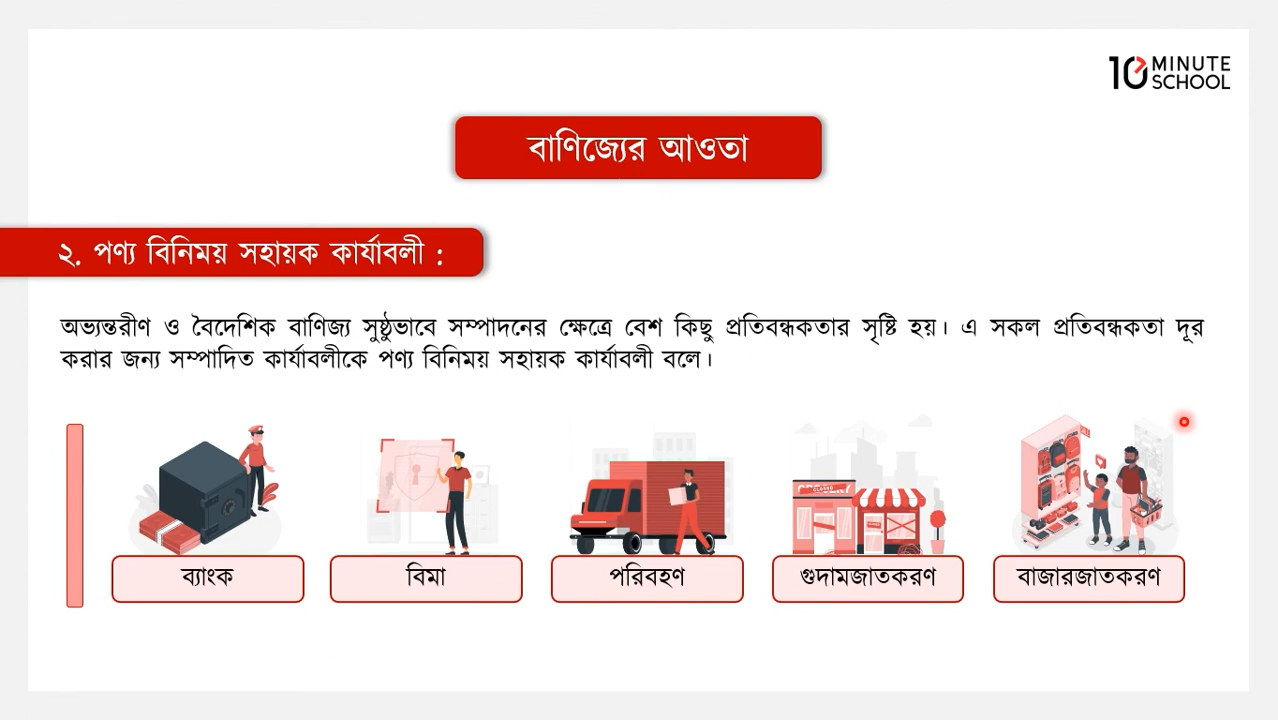 10 MINUTE SCHOOL
বাণিজ্যের আওতা
২. পণ্য বিনিময় সহায়ক কার্যাবলী :
অভ্যন্তরীণ ও বৈদেশিক বাণিজ্য সুষ্ঠুভাবে সম্পাদনের ক্ষেত্রে বেশ কিছু প্রতিবন্ধকতার সৃষ্টি হয়। এ সকল প্রতিবন্ধকতা দূর
করার জন্য সম্পাদিত কার্যাবলীকে পণ্য বিনিময় সহায়ক কার্যাবলী বলে।
ব্যাংক
বিমা
পরিবহণ
গুদামজাতকরণ
বাজারজাতকরণ